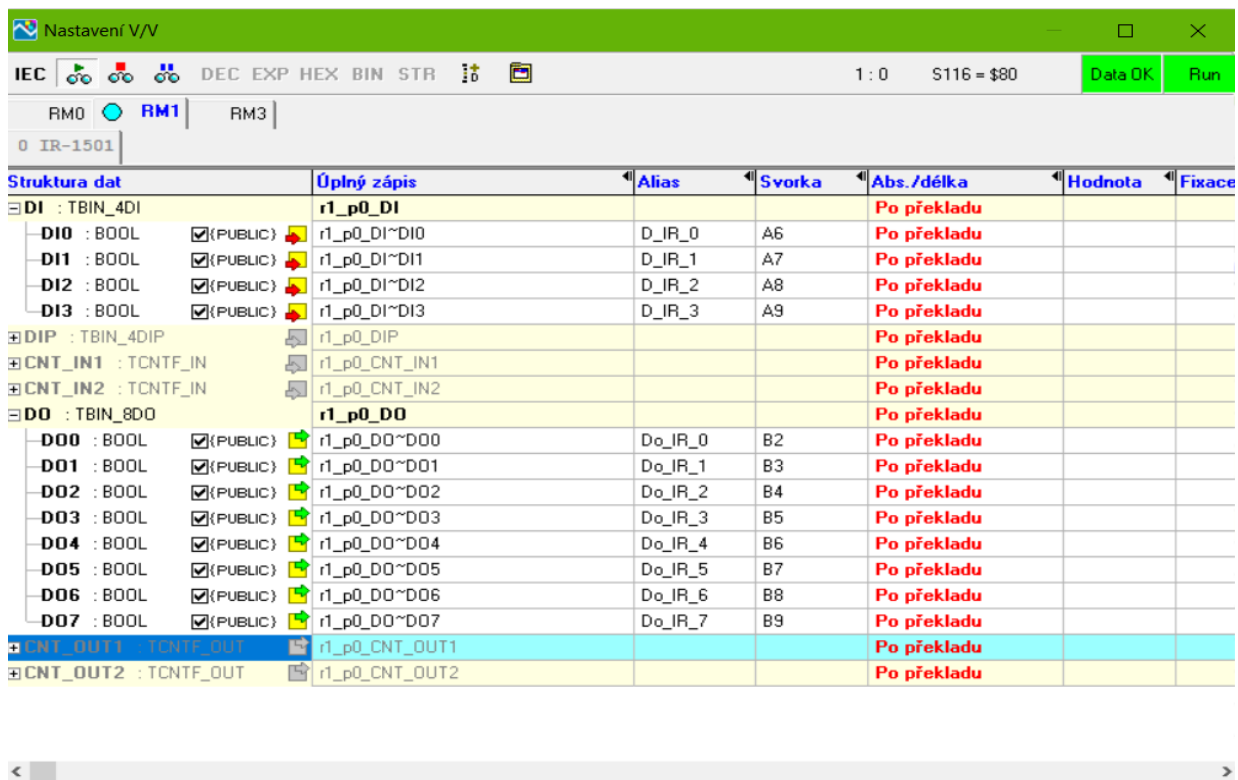 Nastavení V/V
IEC DEC EXP HEX BIN STR 1 : 0 S116 = $80 Data OK Run
RM0 RM1 RM3
0 IR-1501
Struktura dat Úplný zápis Alias Svorka Abs./délka Hodnota Fixace
DI : TBIN_4DI r1_p0_DI Po překladu
DI0 : BOOL {PUBLIC} r1_p0_DI~DI0 D_IR_0 A6 Po překladu
DI1 : BOOL {PUBLIC} r1_p0_DI~DI1 D_IR_1 A7 Po překladu
DI2 : BOOL {PUBLIC} r1_p0_DI~DI2 D_IR_2 A8 Po překladu
DI3 : BOOL {PUBLIC} r1_p0_DI~DI3 D_IR_3 A9 Po překladu
DIP : TBIN_4DIP r1_p0_DIP Po překladu
CNT_IN1 : TCNTF_IN r1_p0_CNT_IN1 Po překladu
CNT_IN2 : TCNTF_IN r1_p0_CNT_IN2 Po překladu
DO : TBIN_8DO r1_p0_DO Po překladu
DO0 : BOOL {PUBLIC} r1_p0_DO~DO0 Do_IR_0 B2 Po překladu
DO1 : BOOL {PUBLIC} r1_p0_DO~DO1 Do_IR_1 B3 Po překladu
DO2 : BOOL {PUBLIC} r1_p0_DO~DO2 Do_IR_2 B4 Po překladu
DO3 : BOOL {PUBLIC} r1_p0_DO~DO3 Do_IR_3 B5 Po překladu
DO4 : BOOL {PUBLIC} r1_p0_DO~DO4 Do_IR_4 B6 Po překladu
DO5 : BOOL {PUBLIC} r1_p0_DO~DO5 Do_IR_5 B7 Po překladu
DO6 : BOOL {PUBLIC} r1_p0_DO~DO6 Do_IR_6 B8 Po překladu
DO7 : BOOL {PUBLIC} r1_p0_DO~DO7 Do_IR_7 B9 Po překladu
CNT_OUT1 : TCNTF_OUT r1_p0_CNT_OUT1 Po překladu
CNT_OUT2 : TCNTF_OUT r1_p0_CNT_OUT2 Po překladu